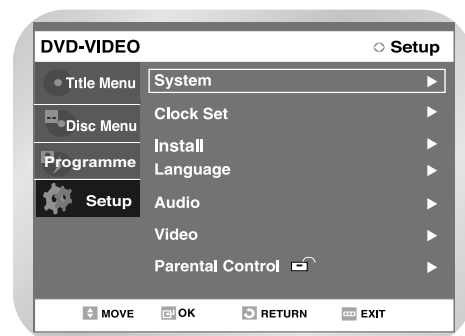 DVD-VIDEO Setup
Title Menu
Disc Menu
Programme
Setup
System
Clock Set
Install
Language
Audio
Video
Parental Control
MOVE OK RETURN EXIT